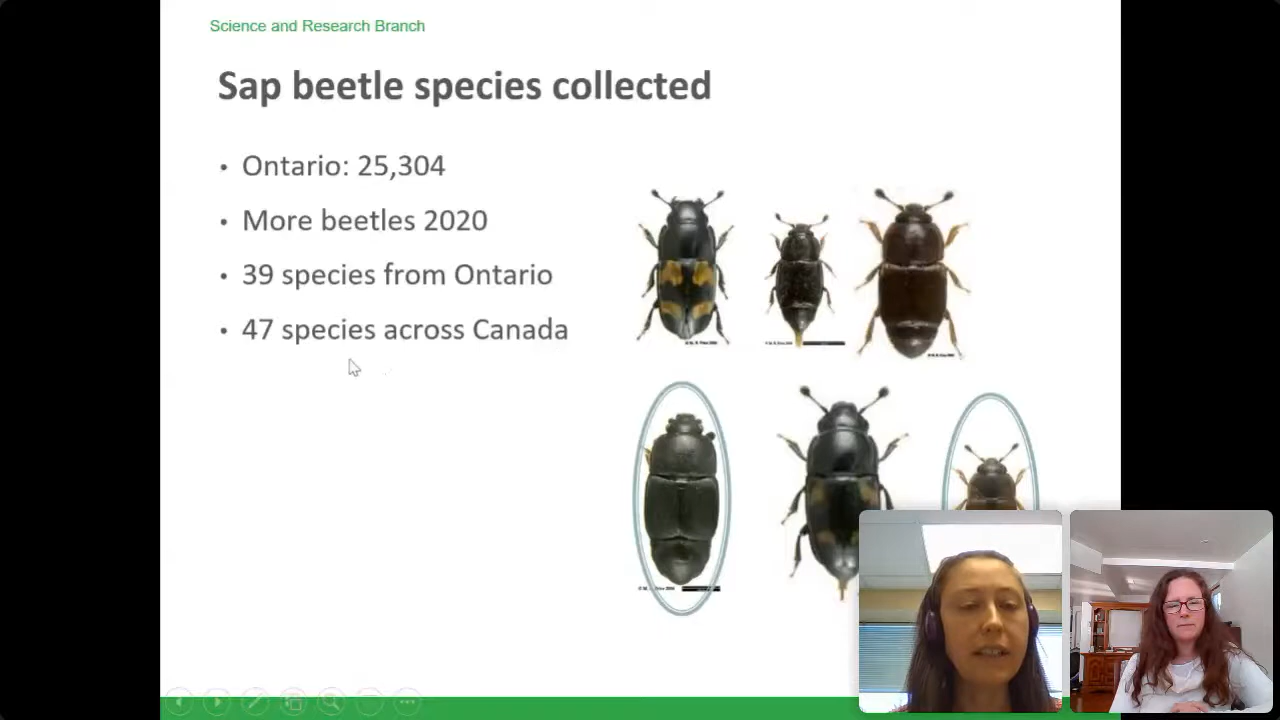 Science and Research Branch
Sap beetle species collected
• Ontario: 25,304
• More beetles 2020
• 39 species from Ontario
• 47 species across Canada